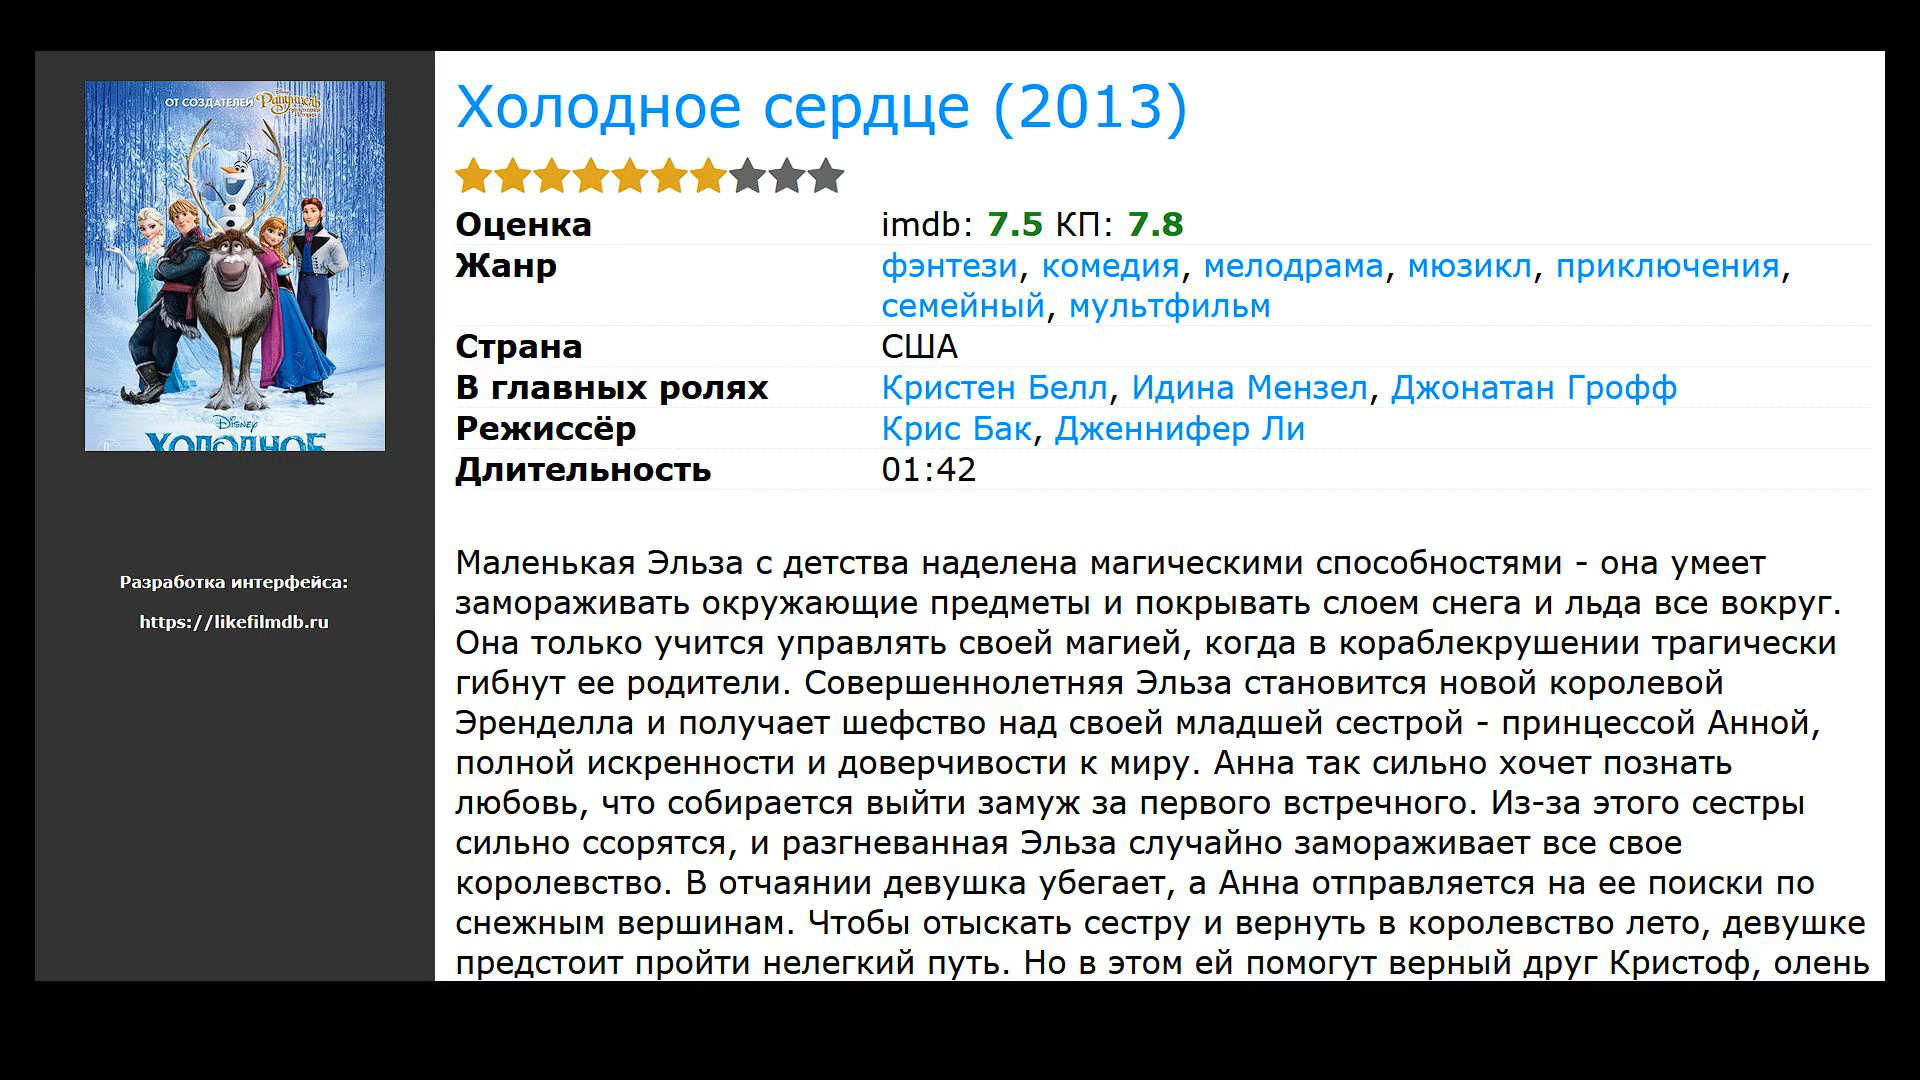 ОТ СОЗДАТЕЛЕЙ Рапунцель
Disney
ХОЛОДНОЕ
Разработка интерфейса:
https://likefilmdb.ru
Холодное сердце (2013)
Оценка imdb: 7.5 КП: 7.8
Жанр фэнтези, комедия, мелодрама, мюзикл, приключения,
семейный, мультфильм
Страна США
В главных ролях Кристен Белл, Идина Мензел, Джонатан Грофф
Режиссёр Крис Бак, Дженнифер Ли
Длительность 01:42
Маленькая Эльза с детства наделена магическими способностями - она умеет
замораживать окружающие предметы и покрывать слоем снега и льда все вокруг.
Она только учится управлять своей магией, когда в кораблекрушении трагически
гибнут ее родители. Совершеннолетняя Эльза становится новой королевой
Эренделла и получает шефство над своей младшей сестрой - принцессой Анной,
полной искренности и доверчивости к миру. Анна так сильно хочет познать
любовь, что собирается выйти замуж за первого встречного. Из-за этого сестры
сильно ссорятся, и разгневанная Эльза случайно замораживает все свое
королевство. В отчаянии девушка убегает, а Анна отправляется на ее поиски по
снежным вершинам. Чтобы отыскать сестру и вернуть в королевство лето, девушке
предстоит пройти нелегкий путь. Но в этом ей помогут верный друг Кристоф, олень